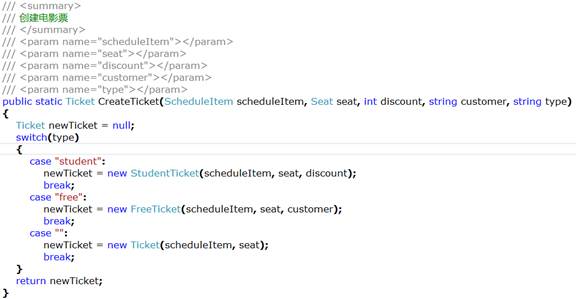 /// <summary>
/// 创建电影票
/// </summary>
/// <param name="scheduleItem"></param>
/// <param name="seat"></param>
/// <param name="discount"></param>
/// <param name="customer"></param>
/// <param name="type"></param>
public static Ticket CreateTicket(ScheduleItem scheduleItem, Seat seat, int discount, string customer, string type)
{
Ticket newTicket = null;
switch(type)
{
case "student":
newTicket = new StudentTicket(scheduleItem, seat, discount);
break;
case "free":
newTicket = new FreeTicket(scheduleItem, seat, customer);
break;
case "":
newTicket = new Ticket(scheduleItem, seat);
break;
}
return newTicket;
}